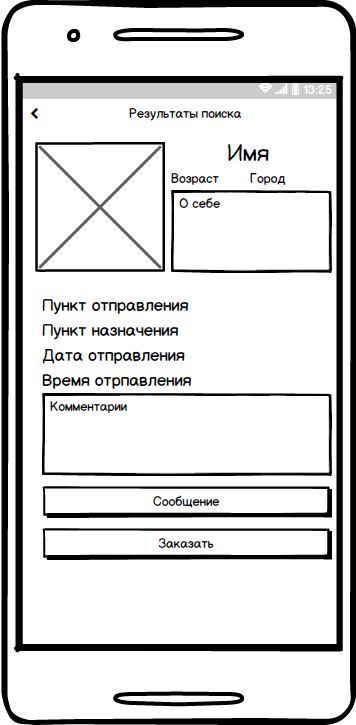 13:25
Результаты поиска
Имя
Возраст Город
О себе
Пункт отправления
Пункт назначения
Дата отправления
Время отрпавления
Комментарии
Сообщение
Заказать